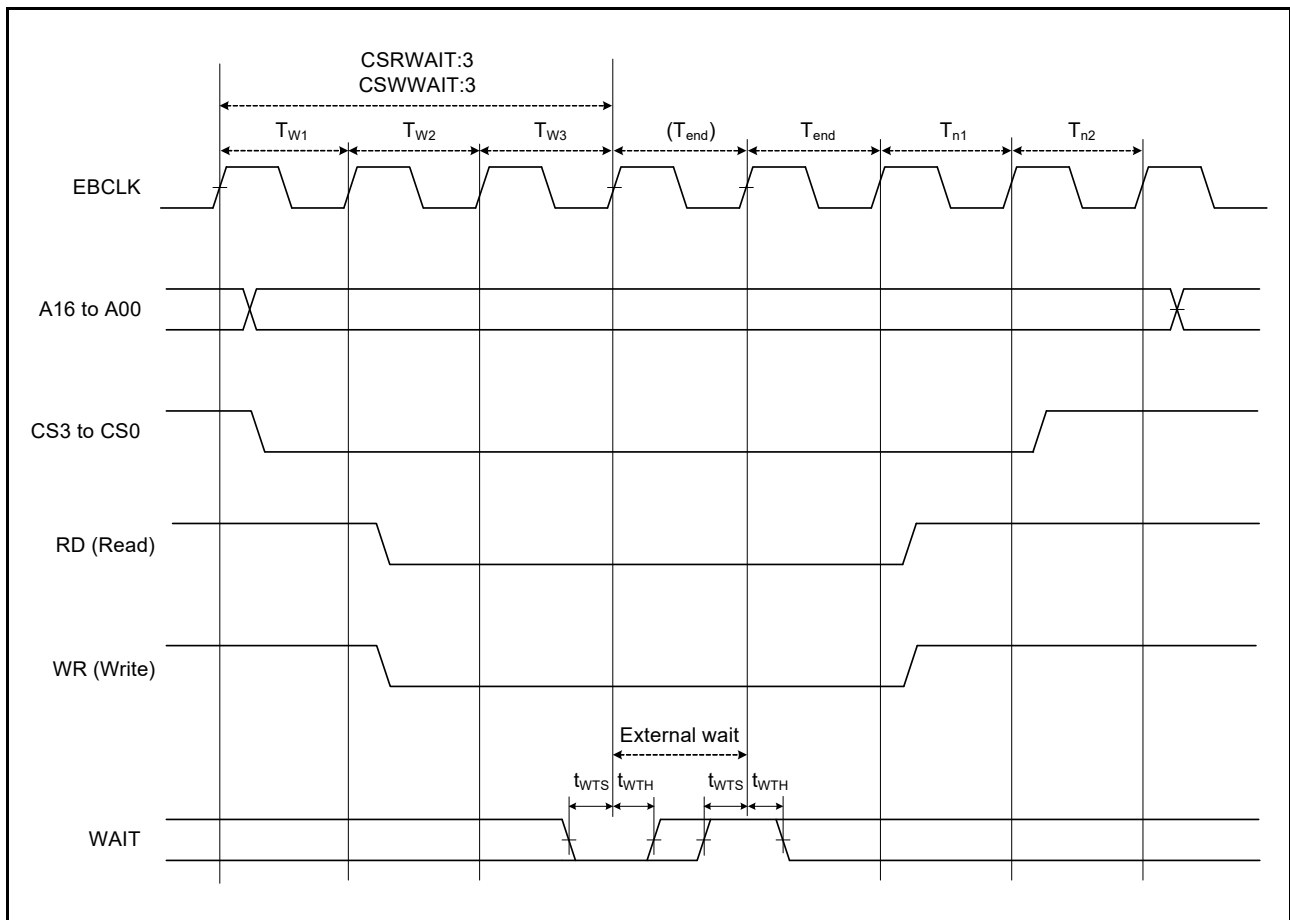 CSRWAIT:3
CSWWAIT:3
TW1 TW2 TW3 (Tend) Tend Tn1 Tn2
EBCLK
A16 to A00
CS3 to CS0
RD (Read)
WR (Write)
External wait
tWTS tWTH tWTS tWTH
WAIT